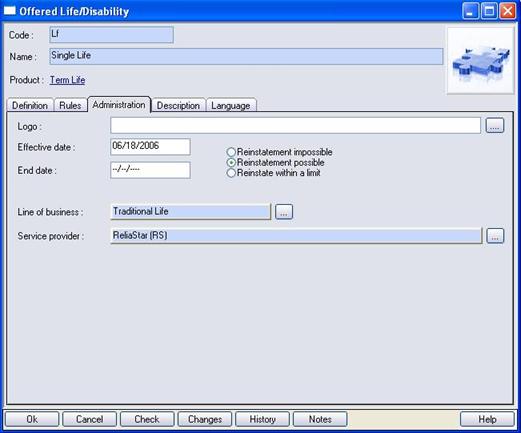 Offered Life/Disability
Code : Lf
Name : Single Life
Product : Term Life
Definition Rules Administration Description Language
Logo : ....
Effective date : 06/18/2006
Reinstatement impossible
Reinstatement possible
End date : --/--/----
Reinstate within a limit
Line of business : Traditional Life ...
Service provider : ReliaStar (RS) ...
Ok Cancel Check Changes History Notes Help